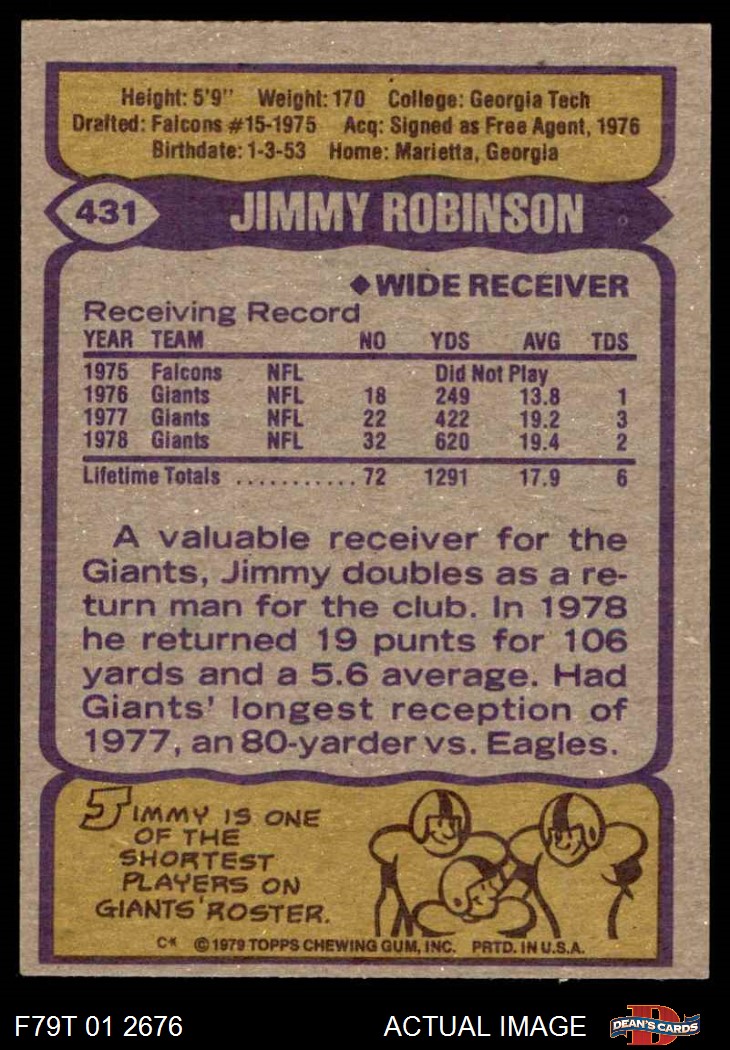 Height: 5'9" Weight: 170 College: Georgia Tech
Drafted: Falcons #15-1975 Acq: Signed as Free Agent, 1976
Birthdate: 1-3-53 Home: Marietta, Georgia
431 JIMMY ROBINSON
◆WIDE RECEIVER
Receiving Record
YEAR TEAM NO YDS AVG TDS
1975 Falcons NFL Did Not Play
1976 Giants NFL 18 249 13.8 1
1977 Giants NFL 22 422 19.2 3
1978 Giants NFL 32 620 19.4 2
Lifetime Totals ........... 72 1291 17.9 6
A valuable receiver for the
Giants, Jimmy doubles as a re-
turn man for the club. In 1978
he returned 19 punts for 106
yards and a 5.6 average. Had
Giants' longest reception of
1977, an 80-yarder vs. Eagles.
JIMMY IS ONE
OF THE
SHORTEST
PLAYERS ON
GIANTS' ROSTER.
C* © 1979 TOPPS CHEWING GUM, INC. PRTD. IN U.S.A.
F79T 01 2676 ACTUAL IMAGE DEAN'S CARDS